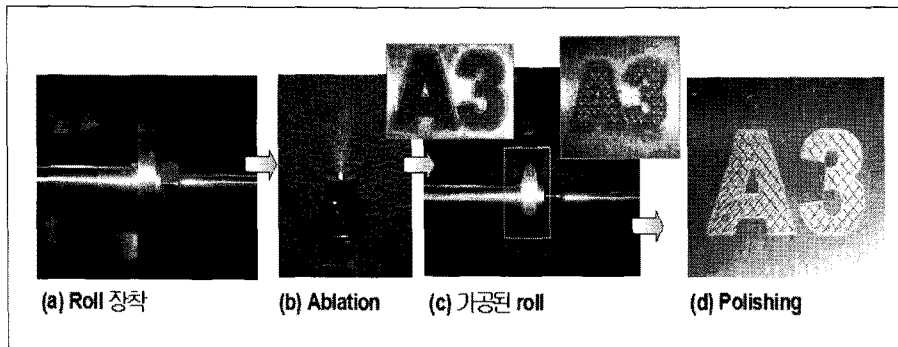 A3
A3
A3
(a) Roll 장착
(b) Ablation
(c) 가공된 roll
(d) Polishing